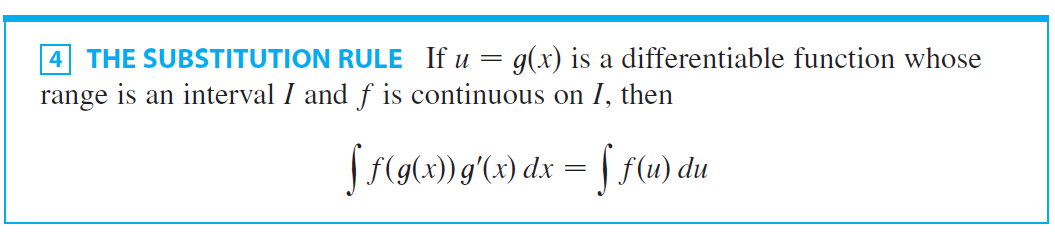 4 THE SUBSTITUTION RULE If u = g(x) is a differentiable function whose
range is an interval I and f is continuous on I, then
∫ f(g(x)) g′(x) dx = ∫ f(u) du